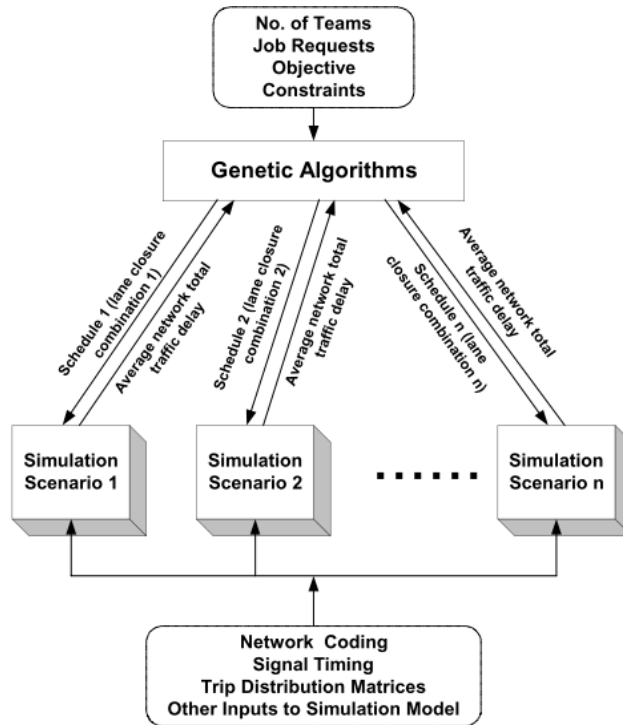 No. of Teams
Job Requests
Objective
Constraints
Genetic Algorithms
Schedule 1 (lane closure
combination 1)
Average network total
traffic delay
Schedule 2 (lane closure
combination 2)
Average network total
traffic delay
Schedule n (lane
closure combination n)
Average network total
traffic delay
Simulation
Scenario 1
Simulation
Scenario 2
Simulation
Scenario n
Network Coding
Signal Timing
Trip Distribution Matrices
Other Inputs to Simulation Model